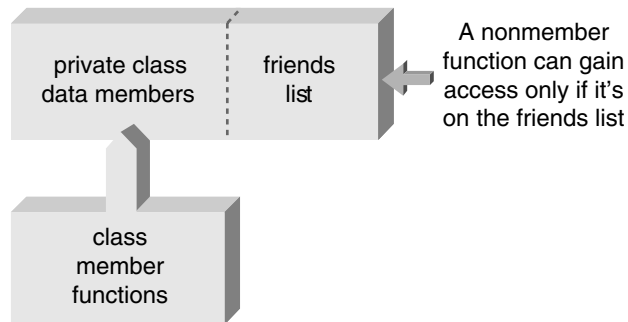 private class
data members
friends
list
A nonmember
function can gain
access only if it's
on the friends list
class
member
functions